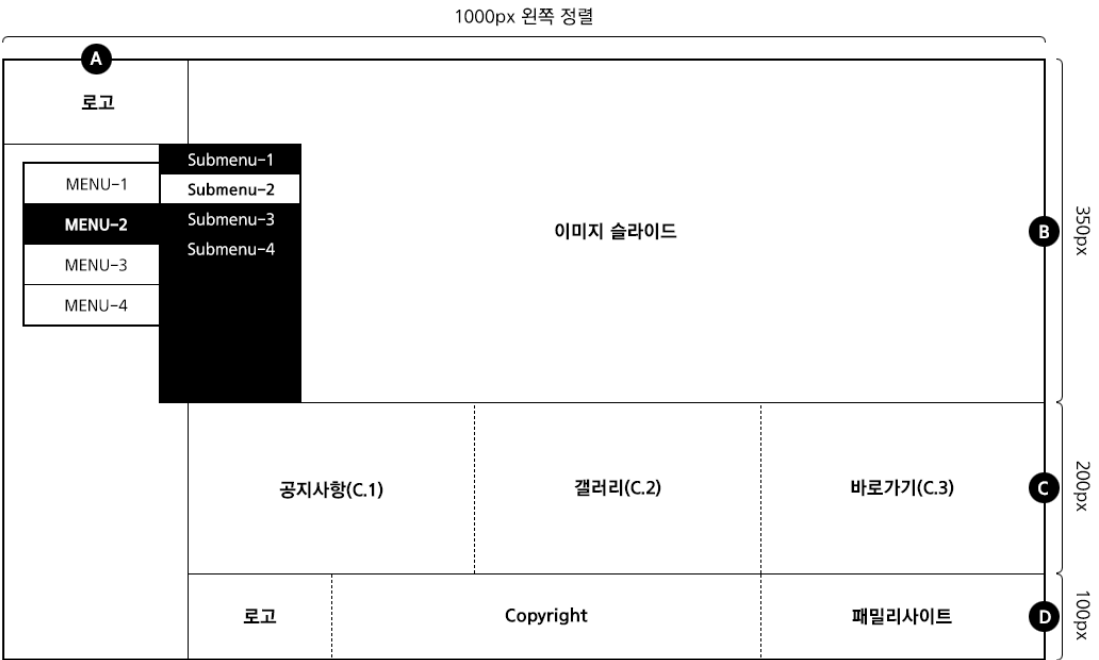 1000px 왼쪽 정렬
A
로고
Submenu-1
MENU-1
Submenu-2
MENU-2
Submenu-3
Submenu-4
MENU-3
MENU-4
이미지 슬라이드
B
350px
공지사항(C.1)
갤러리(C.2)
바로가기(C.3)
C
200px
로고
Copyright
패밀리사이트
D
100px